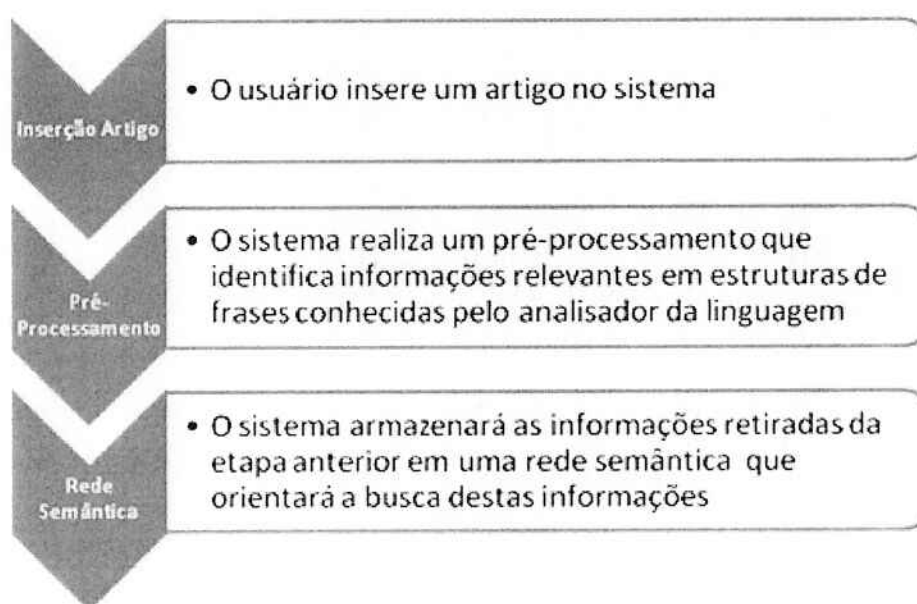 Inserção Artigo
• O usuário insere um artigo no sistema
Pré-
Processamento
• O sistema realiza um pré-processamento que
identifica informações relevantes em estruturas de
frases conhecidas pelo analisador da linguagem
Rede
Semântica
• O sistema armazenará as informações retiradas da
etapa anterior em uma rede semântica que
orientará a busca destas informações